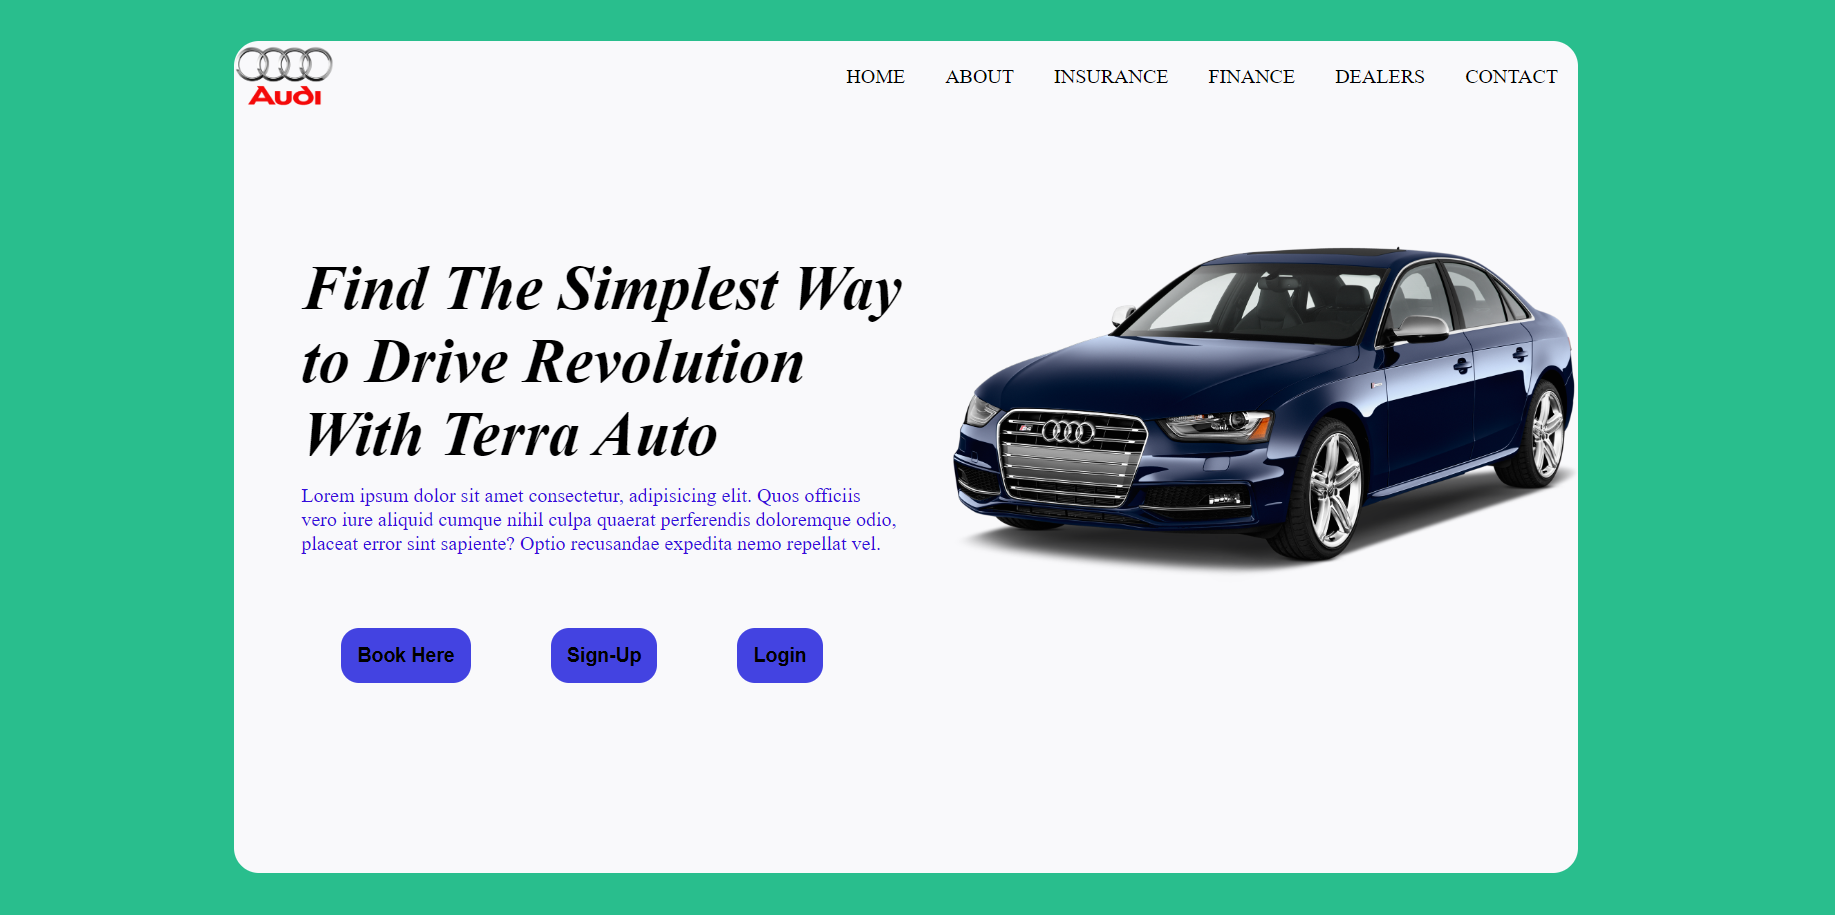 Audi
HOME ABOUT INSURANCE FINANCE DEALERS CONTACT
Find The Simplest Way
to Drive Revolution
With Terra Auto
Lorem ipsum dolor sit amet consectetur, adipisicing elit. Quos officiis
vero iure aliquid cumque nihil culpa quaerat perferendis doloremque odio,
placeat error sint sapiente? Optio recusandae expedita nemo repellat vel.
Book Here Sign-Up Login